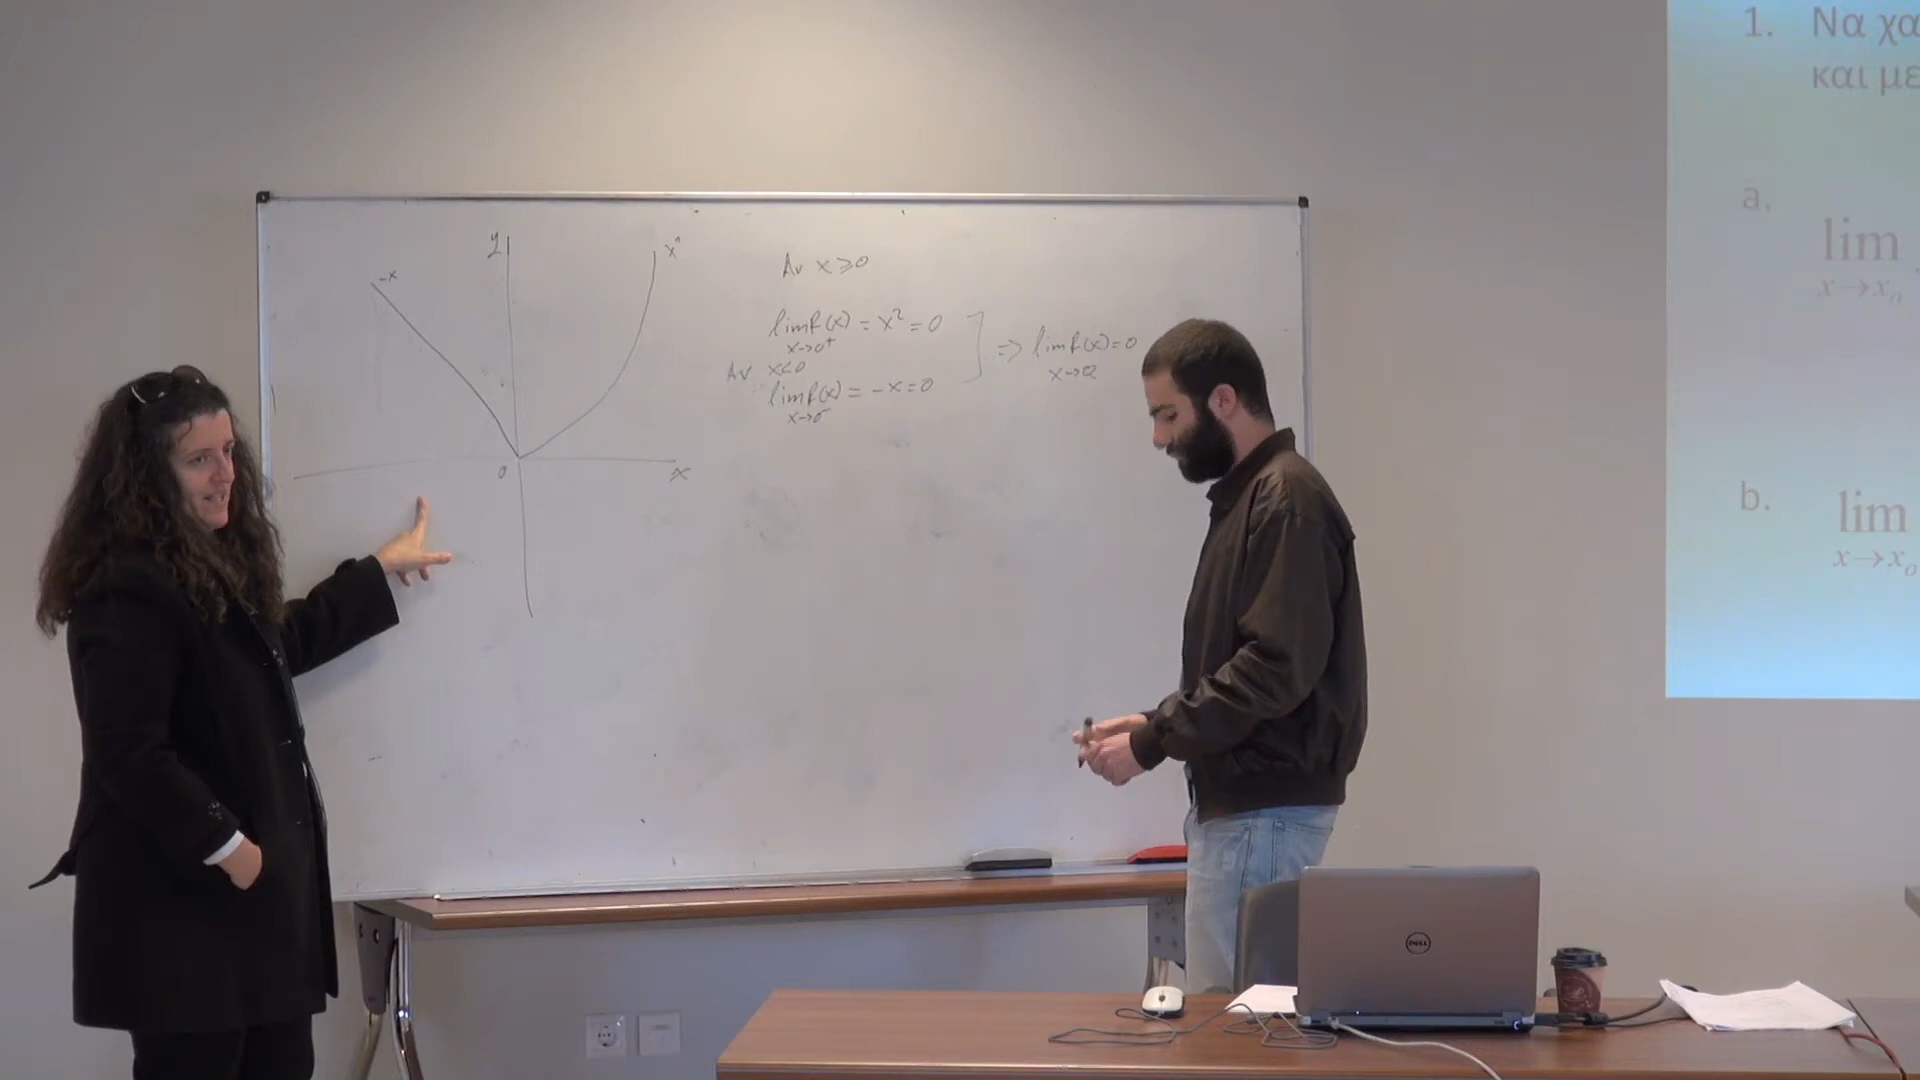 y
x²
-x
0
x
Αν x ≥ 0
lim f(x) = x² = 0
x→0⁺
Αν x<0
lim f(x) = -x = 0
x→0⁻
⇒ lim f(x) = 0
x→0
1. Να χα
και με
a.
lim
x→xₒ
b.
lim
x→xₒ
DELL